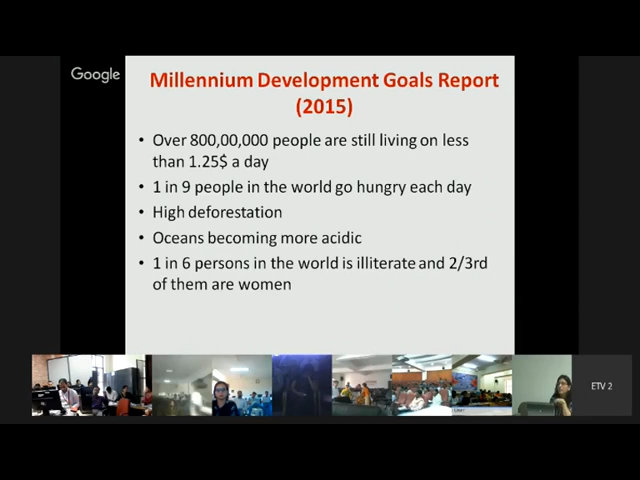 Google
Millennium Development Goals Report
(2015)
• Over 800,00,000 people are still living on less
than 1.25$ a day
• 1 in 9 people in the world go hungry each day
• High deforestation
• Oceans becoming more acidic
• 1 in 6 persons in the world is illiterate and 2/3rd
of them are women
ETV 2